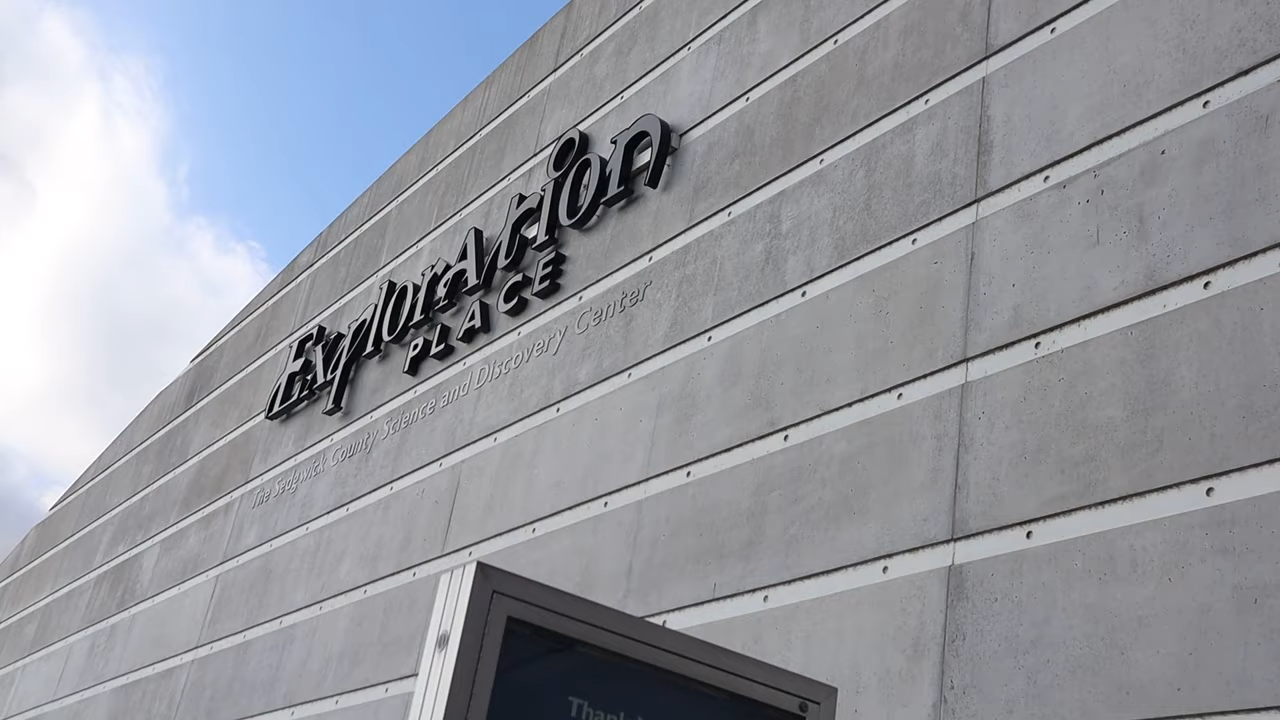 ExplorAtion
PLACE
The Sedgwick County Science and Discovery Center